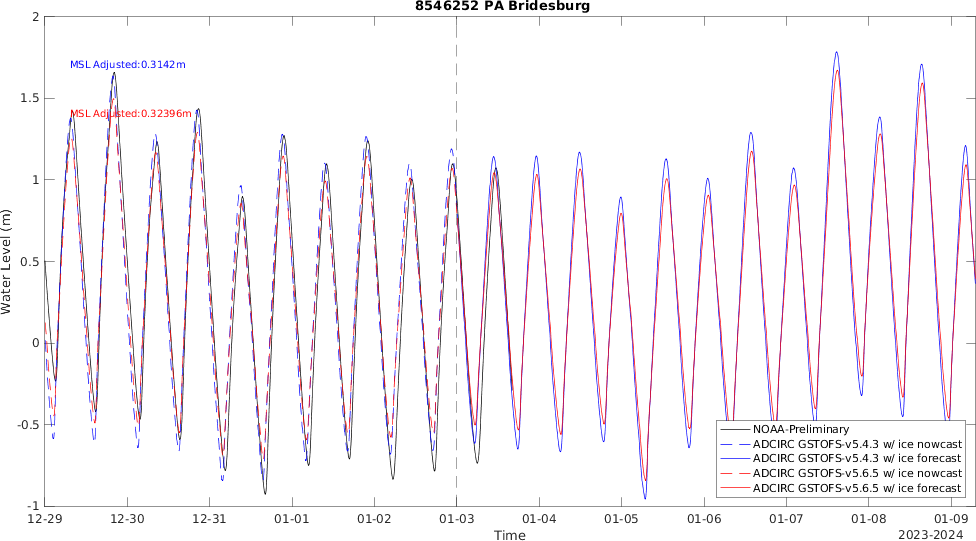 8546252 PA Bridesburg
MSL Adjusted:0.3142m
MSL Adjusted:0.32396m
Water Level (m)
2
1.5
1
0.5
0
-0.5
-1
NOAA-Preliminary
ADCIRC GSTOFS-v5.4.3 w/ ice nowcast
ADCIRC GSTOFS-v5.4.3 w/ ice forecast
ADCIRC GSTOFS-v5.6.5 w/ ice nowcast
ADCIRC GSTOFS-v5.6.5 w/ ice forecast
12-29 12-30 12-31 01-01 01-02 01-03 01-04 01-05 01-06 01-07 01-08 01-09
Time
2023-2024